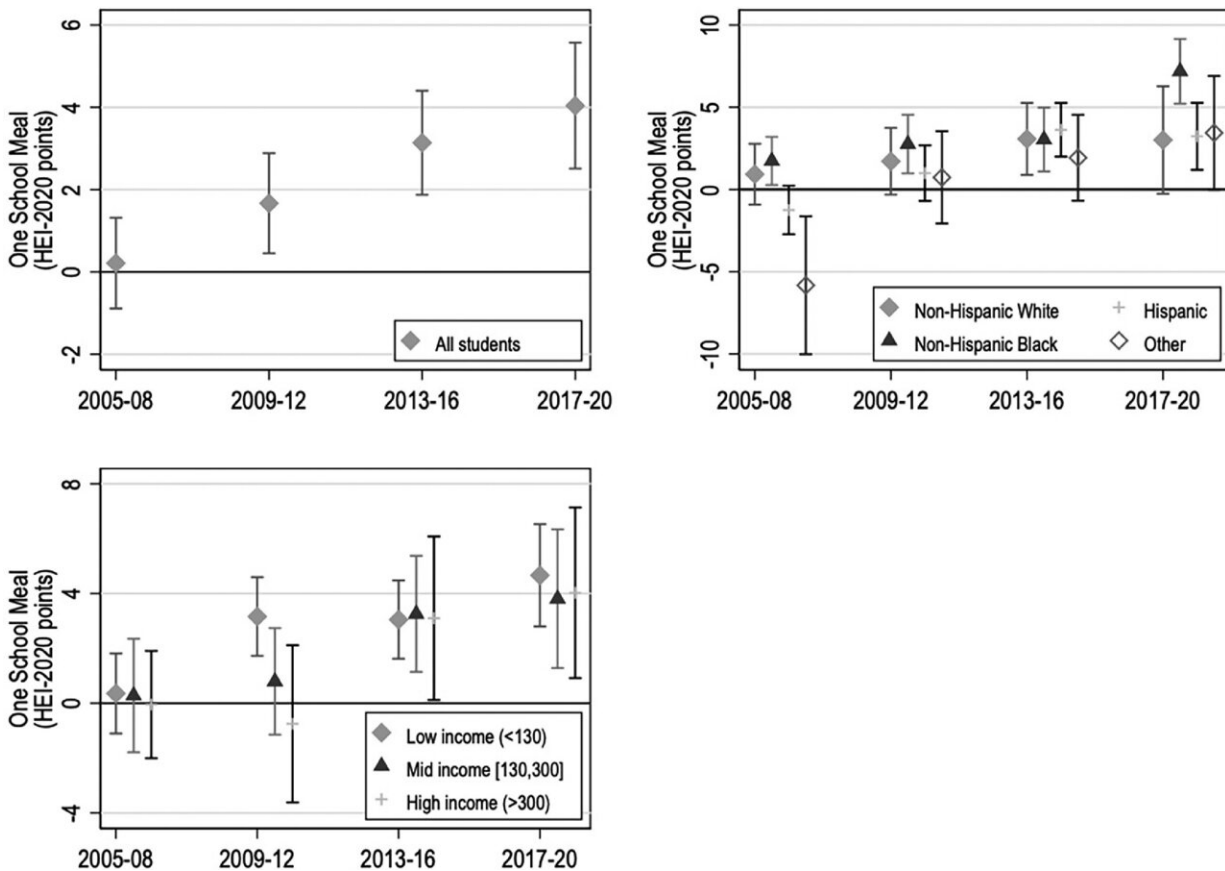 One School Meal
(HEI-2020 points)
6
4
2
0
-2
All students
2005-08 2009-12 2013-16 2017-20
One School Meal
(HEI-2020 points)
10
5
0
-5
-10
Non-Hispanic White Hispanic
Non-Hispanic Black Other
2005-08 2009-12 2013-16 2017-20
One School Meal
(HEI-2020 points)
8
4
0
-4
Low income (<130)
Mid income [130,300]
High income (>300)
2005-08 2009-12 2013-16 2017-20